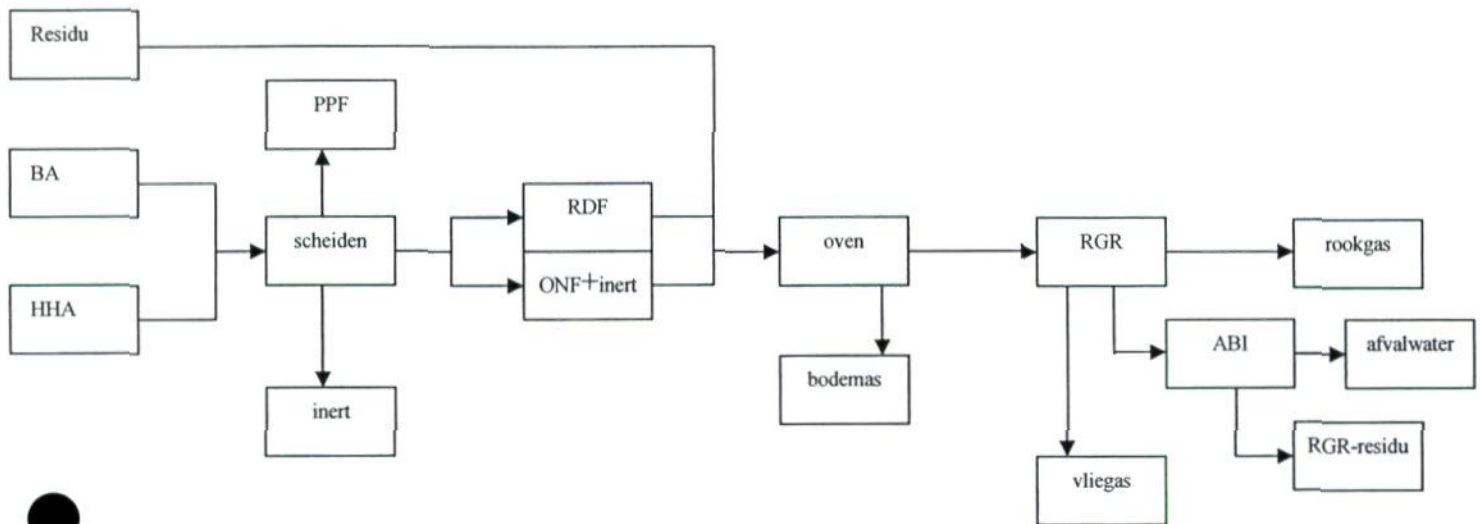 Residu
PPF
BA
RDF
scheiden
oven
RGR
rookgas
ONF+inert
HHA
ABI
afvalwater
bodemas
inert
RGR-residu
vliegas